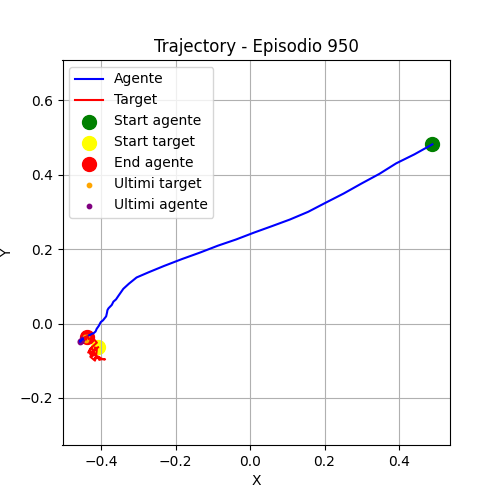 Trajectory - Episodio 950
Agente
Target
Start agente
Start target
End agente
Ultimi target
Ultimi agente
0.6
0.4
0.2
0.0
−0.2
Y
−0.4
−0.2
0.0
0.2
0.4
X